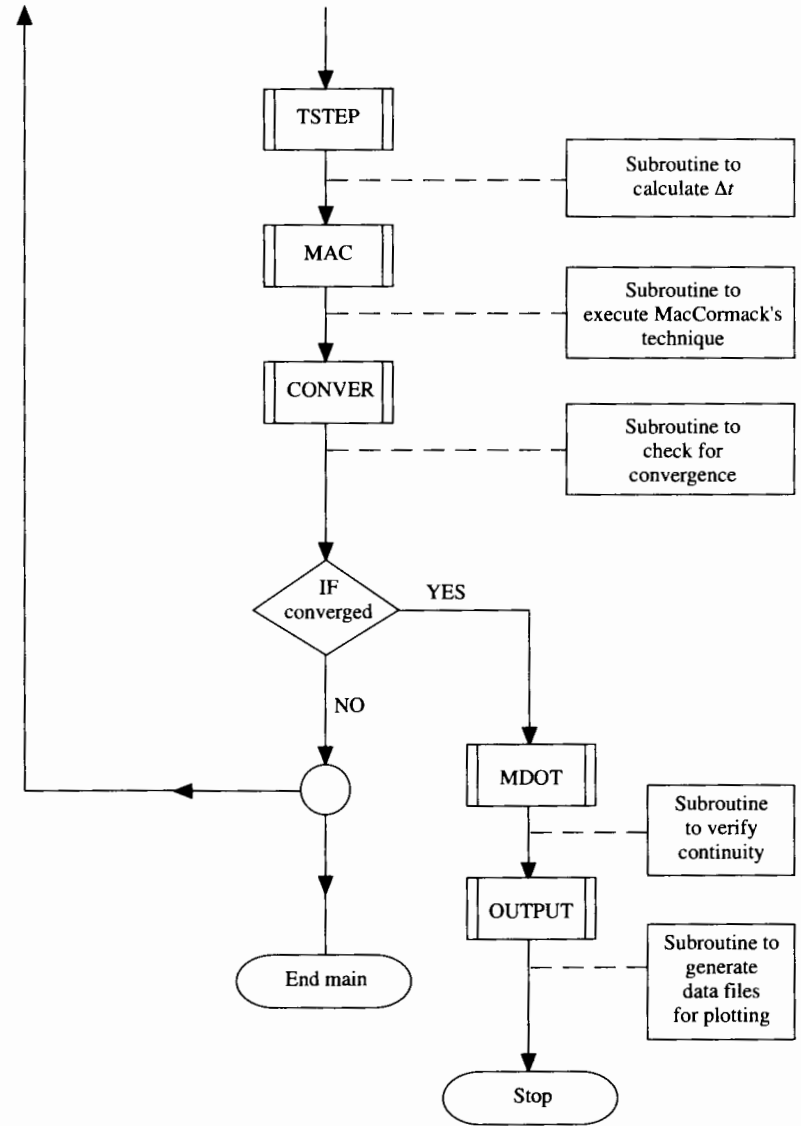 TSTEP
Subroutine to
calculate Δt
MAC
Subroutine to
execute MacCormack's
technique
CONVER
Subroutine to
check for
convergence
IF
converged
YES
NO
MDOT
Subroutine
to verify
continuity
OUTPUT
Subroutine to
generate
data files
for plotting
End main
Stop